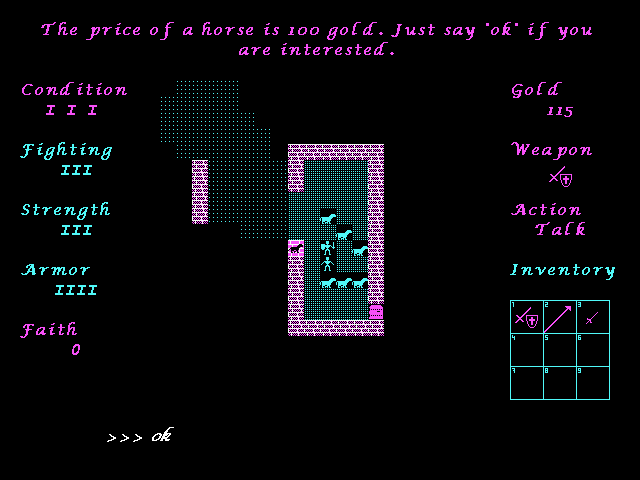 The price of a horse is 100 gold. Just say "ok" if you
are interested.
Condition
I I I
Fighting
III
Strength
III
Armor
IIII
Faith
0
Gold
115
Weapon
Action
Talk
Inventory
1 2 3
4 5 6
7 8 9
>>> ok